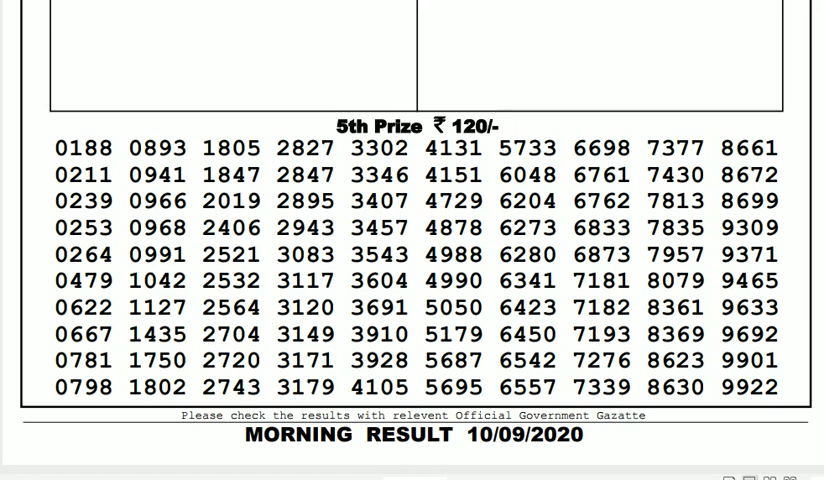 5th Prize ₹ 120/-
0188 0893 1805 2827 3302 4131 5733 6698 7377 8661
0211 0941 1847 2847 3346 4151 6048 6761 7430 8672
0239 0966 2019 2895 3407 4729 6204 6762 7813 8699
0253 0968 2406 2943 3457 4878 6273 6833 7835 9309
0264 0991 2521 3083 3543 4988 6280 6873 7957 9371
0479 1042 2532 3117 3604 4990 6341 7181 8079 9465
0622 1127 2564 3120 3691 5050 6423 7182 8361 9633
0667 1435 2704 3149 3910 5179 6450 7193 8369 9692
0781 1750 2720 3171 3928 5687 6542 7276 8623 9901
0798 1802 2743 3179 4105 5695 6557 7339 8630 9922
Please check the results with relevent Official Government Gazatte
MORNING RESULT 10/09/2020